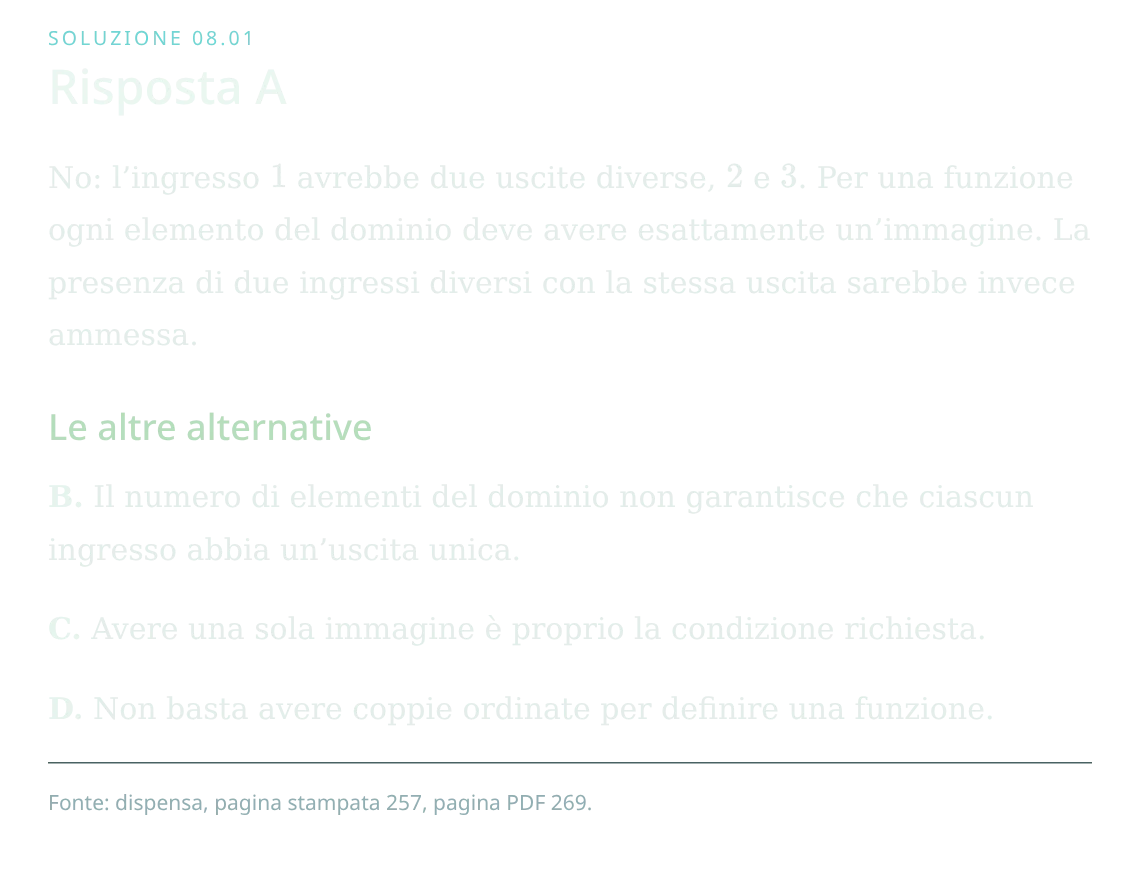 SOLUZIONE 08.01
Risposta A
No: l’ingresso 1 avrebbe due uscite diverse, 2 e 3. Per una funzione
ogni elemento del dominio deve avere esattamente un’immagine. La
presenza di due ingressi diversi con la stessa uscita sarebbe invece
ammessa.
Le altre alternative
B. Il numero di elementi del dominio non garantisce che ciascun
ingresso abbia un’uscita unica.
C. Avere una sola immagine è proprio la condizione richiesta.
D. Non basta avere coppie ordinate per definire una funzione.
Fonte: dispensa, pagina stampata 257, pagina PDF 269.